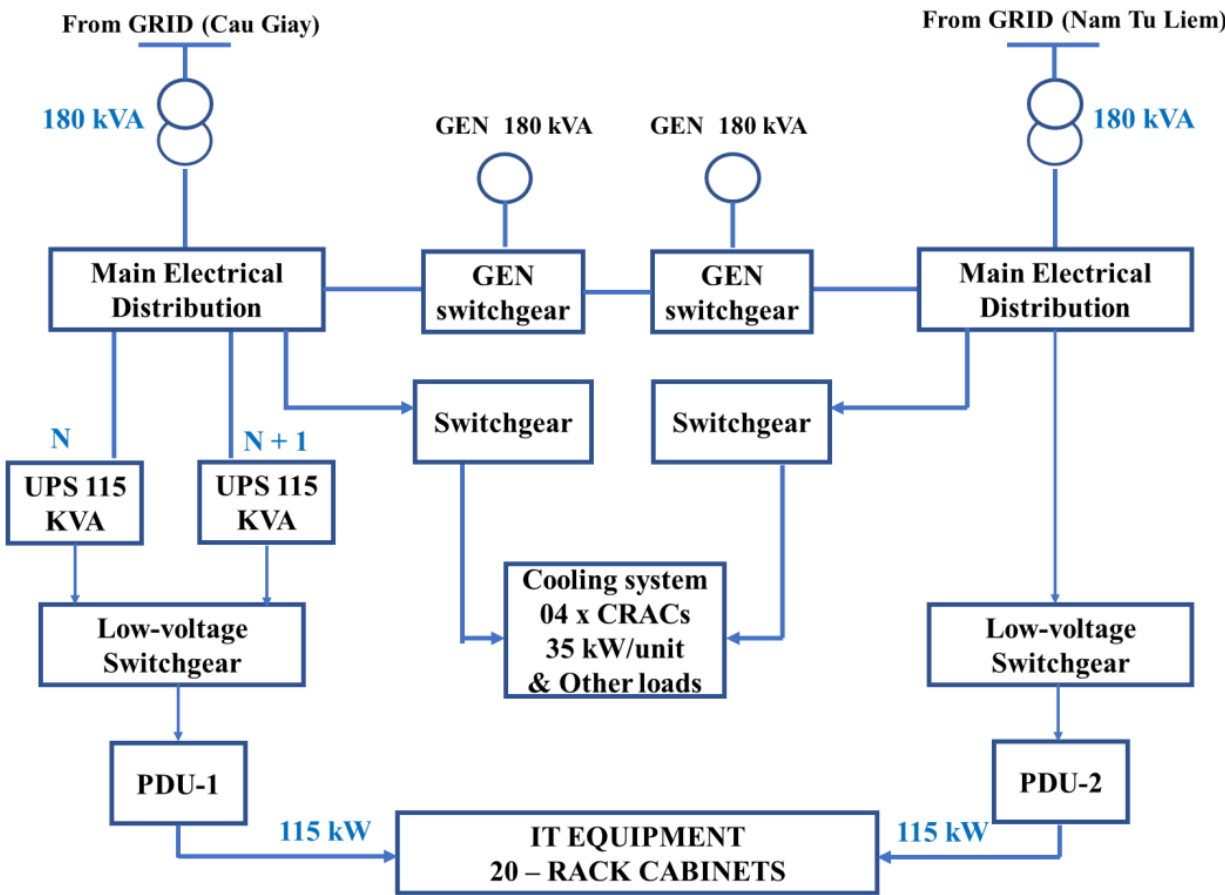 From GRID (Cau Giay)
From GRID (Nam Tu Liem)
180 kVA
GEN 180 kVA
GEN 180 kVA
180 kVA
Main Electrical
Distribution
GEN
switchgear
GEN
switchgear
Main Electrical
Distribution
Switchgear
Switchgear
N
N + 1
UPS 115
KVA
UPS 115
KVA
Cooling system
04 x CRACs
35 kW/unit
& Other loads
Low-voltage
Switchgear
Low-voltage
Switchgear
PDU-1
PDU-2
115 kW
IT EQUIPMENT
20 – RACK CABINETS
115 kW